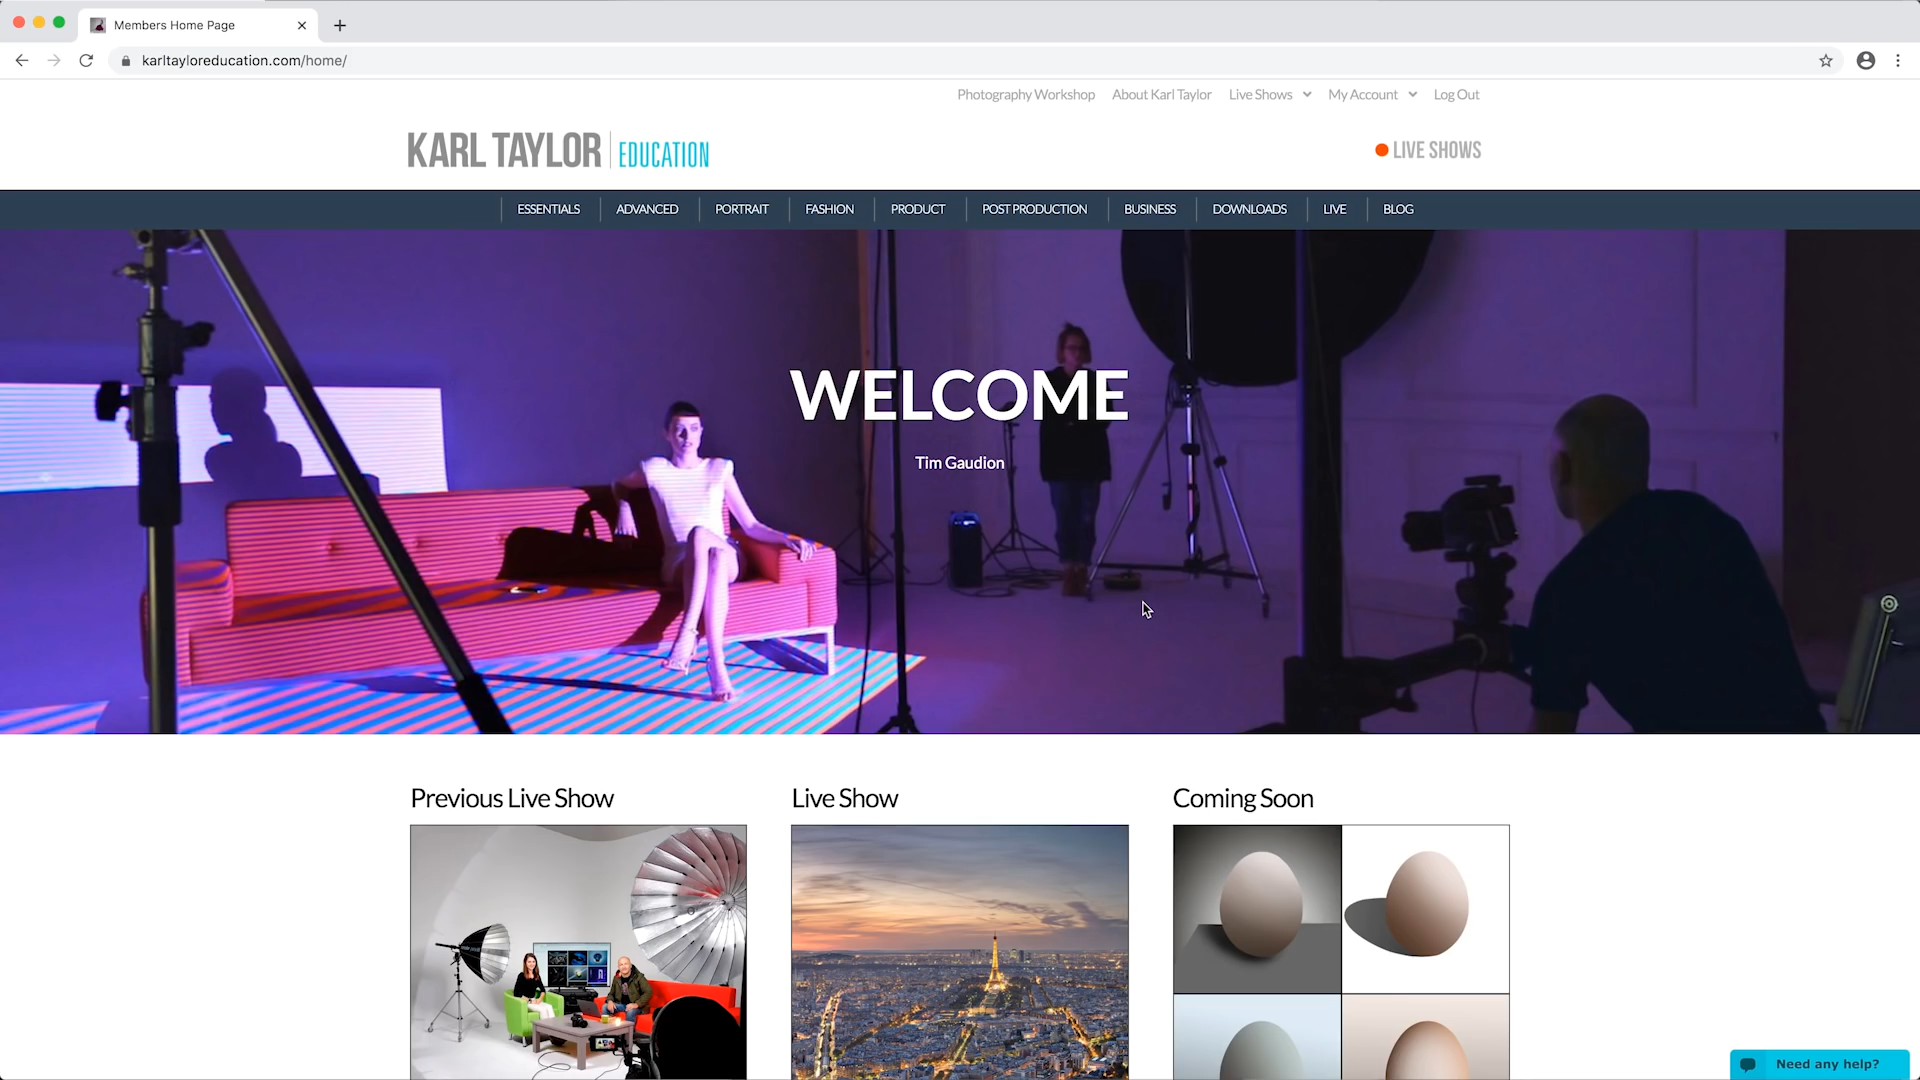 Members Home Page
karltayloreducation.com/home/
Photography Workshop About Karl Taylor Live Shows My Account Log Out
KARL TAYLOR EDUCATION
LIVE SHOWS
ESSENTIALS ADVANCED PORTRAIT FASHION PRODUCT POST PRODUCTION BUSINESS DOWNLOADS LIVE BLOG
WELCOME
Tim Gaudion
Previous Live Show Live Show Coming Soon
Need any help?